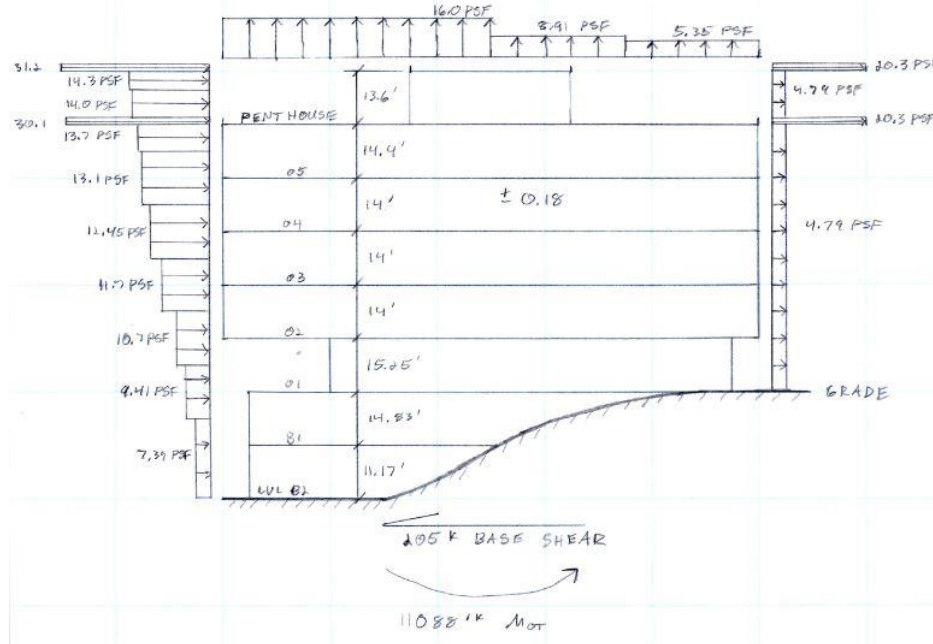 16.0 PSF
8.91 PSF
5.35 PSF
31.2
20.3 PSF
14.3 PSF
13.6'
4.79 PSF
14.0 PSF
30.1
PENTHOUSE
20.3 PSF
13.7 PSF
14.4'
13.1 PSF
05
14'
± 0.18
12.45 PSF
04
4.79 PSF
14'
11.7 PSF
03
14'
10.7 PSF
02
15.25'
9.41 PSF
01
GRADE
14.83'
7.39 PSF
B1
11.17'
LVL B2
205 K BASE SHEAR
11088 'K MOT